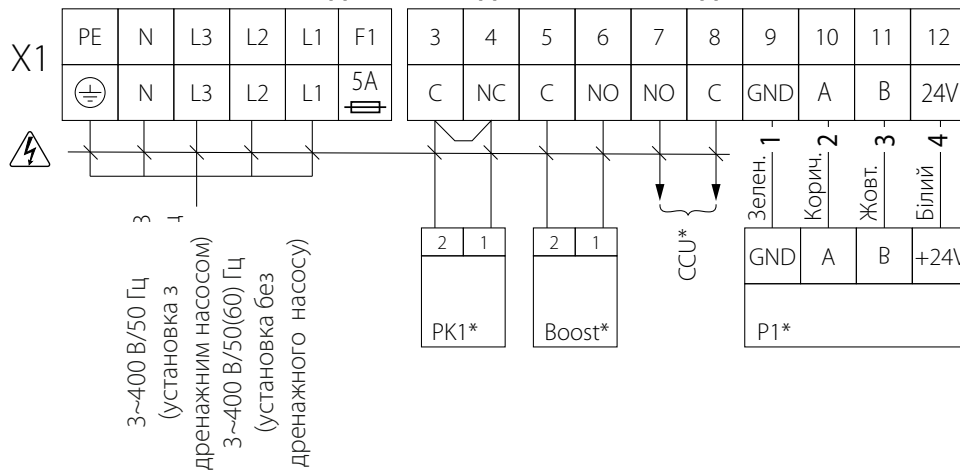 X1
PE N L3 L2 L1 F1 3 4 5 6 7 8 9 10 11 12
N L3 L2 L1 5A C NC C NO NO C GND A B 24V
1 2 3 4
Зелен. Корич. Жовт. Білий
3~400 В/50 Гц
(установка з
дренажним насосом)
3~400 В/50(60) Гц
(установка без
дренажного насосу)
2 1
PK1*
2 1
Boost*
CCU*
GND A B +24V
P1*